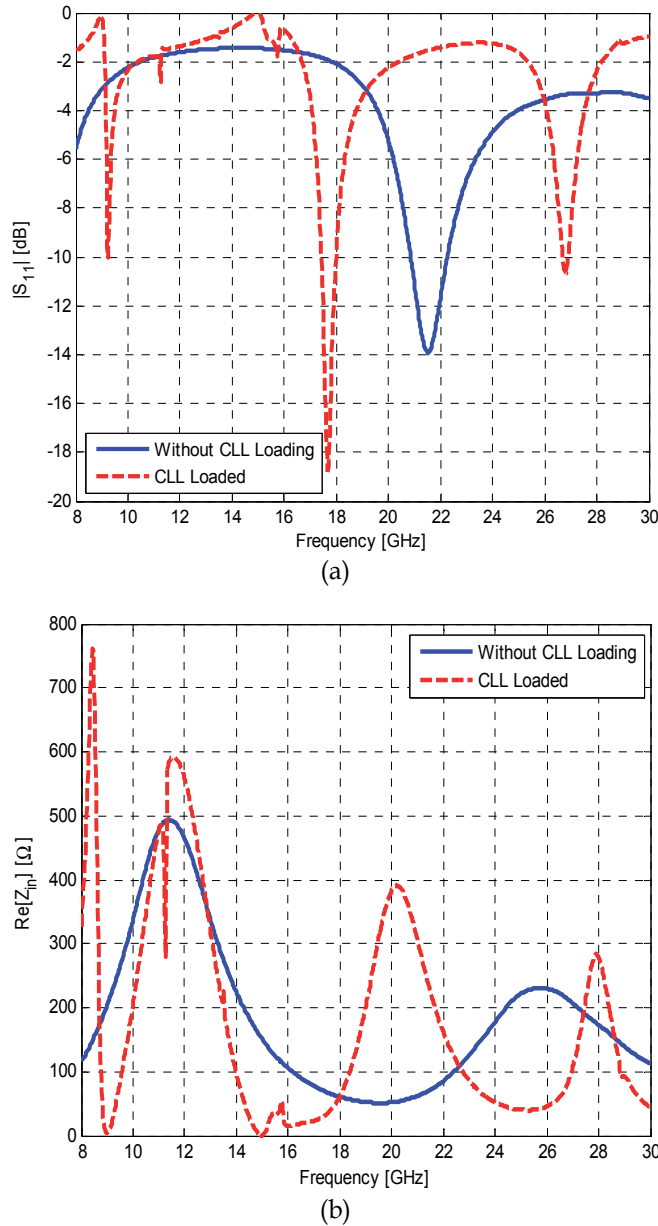 0
-2
-4
-6
-8
-10
-12
-14
-16
-18
-20
|S11| [dB]
Without CLL Loading
CLL Loaded
8 10 12 14 16 18 20 22 24 26 28 30
Frequency [GHz]
(a)
800
700
600
500
400
300
200
100
0
Re[Zin] [Ω]
Without CLL Loading
CLL Loaded
8 10 12 14 16 18 20 22 24 26 28 30
Frequency [GHz]
(b)